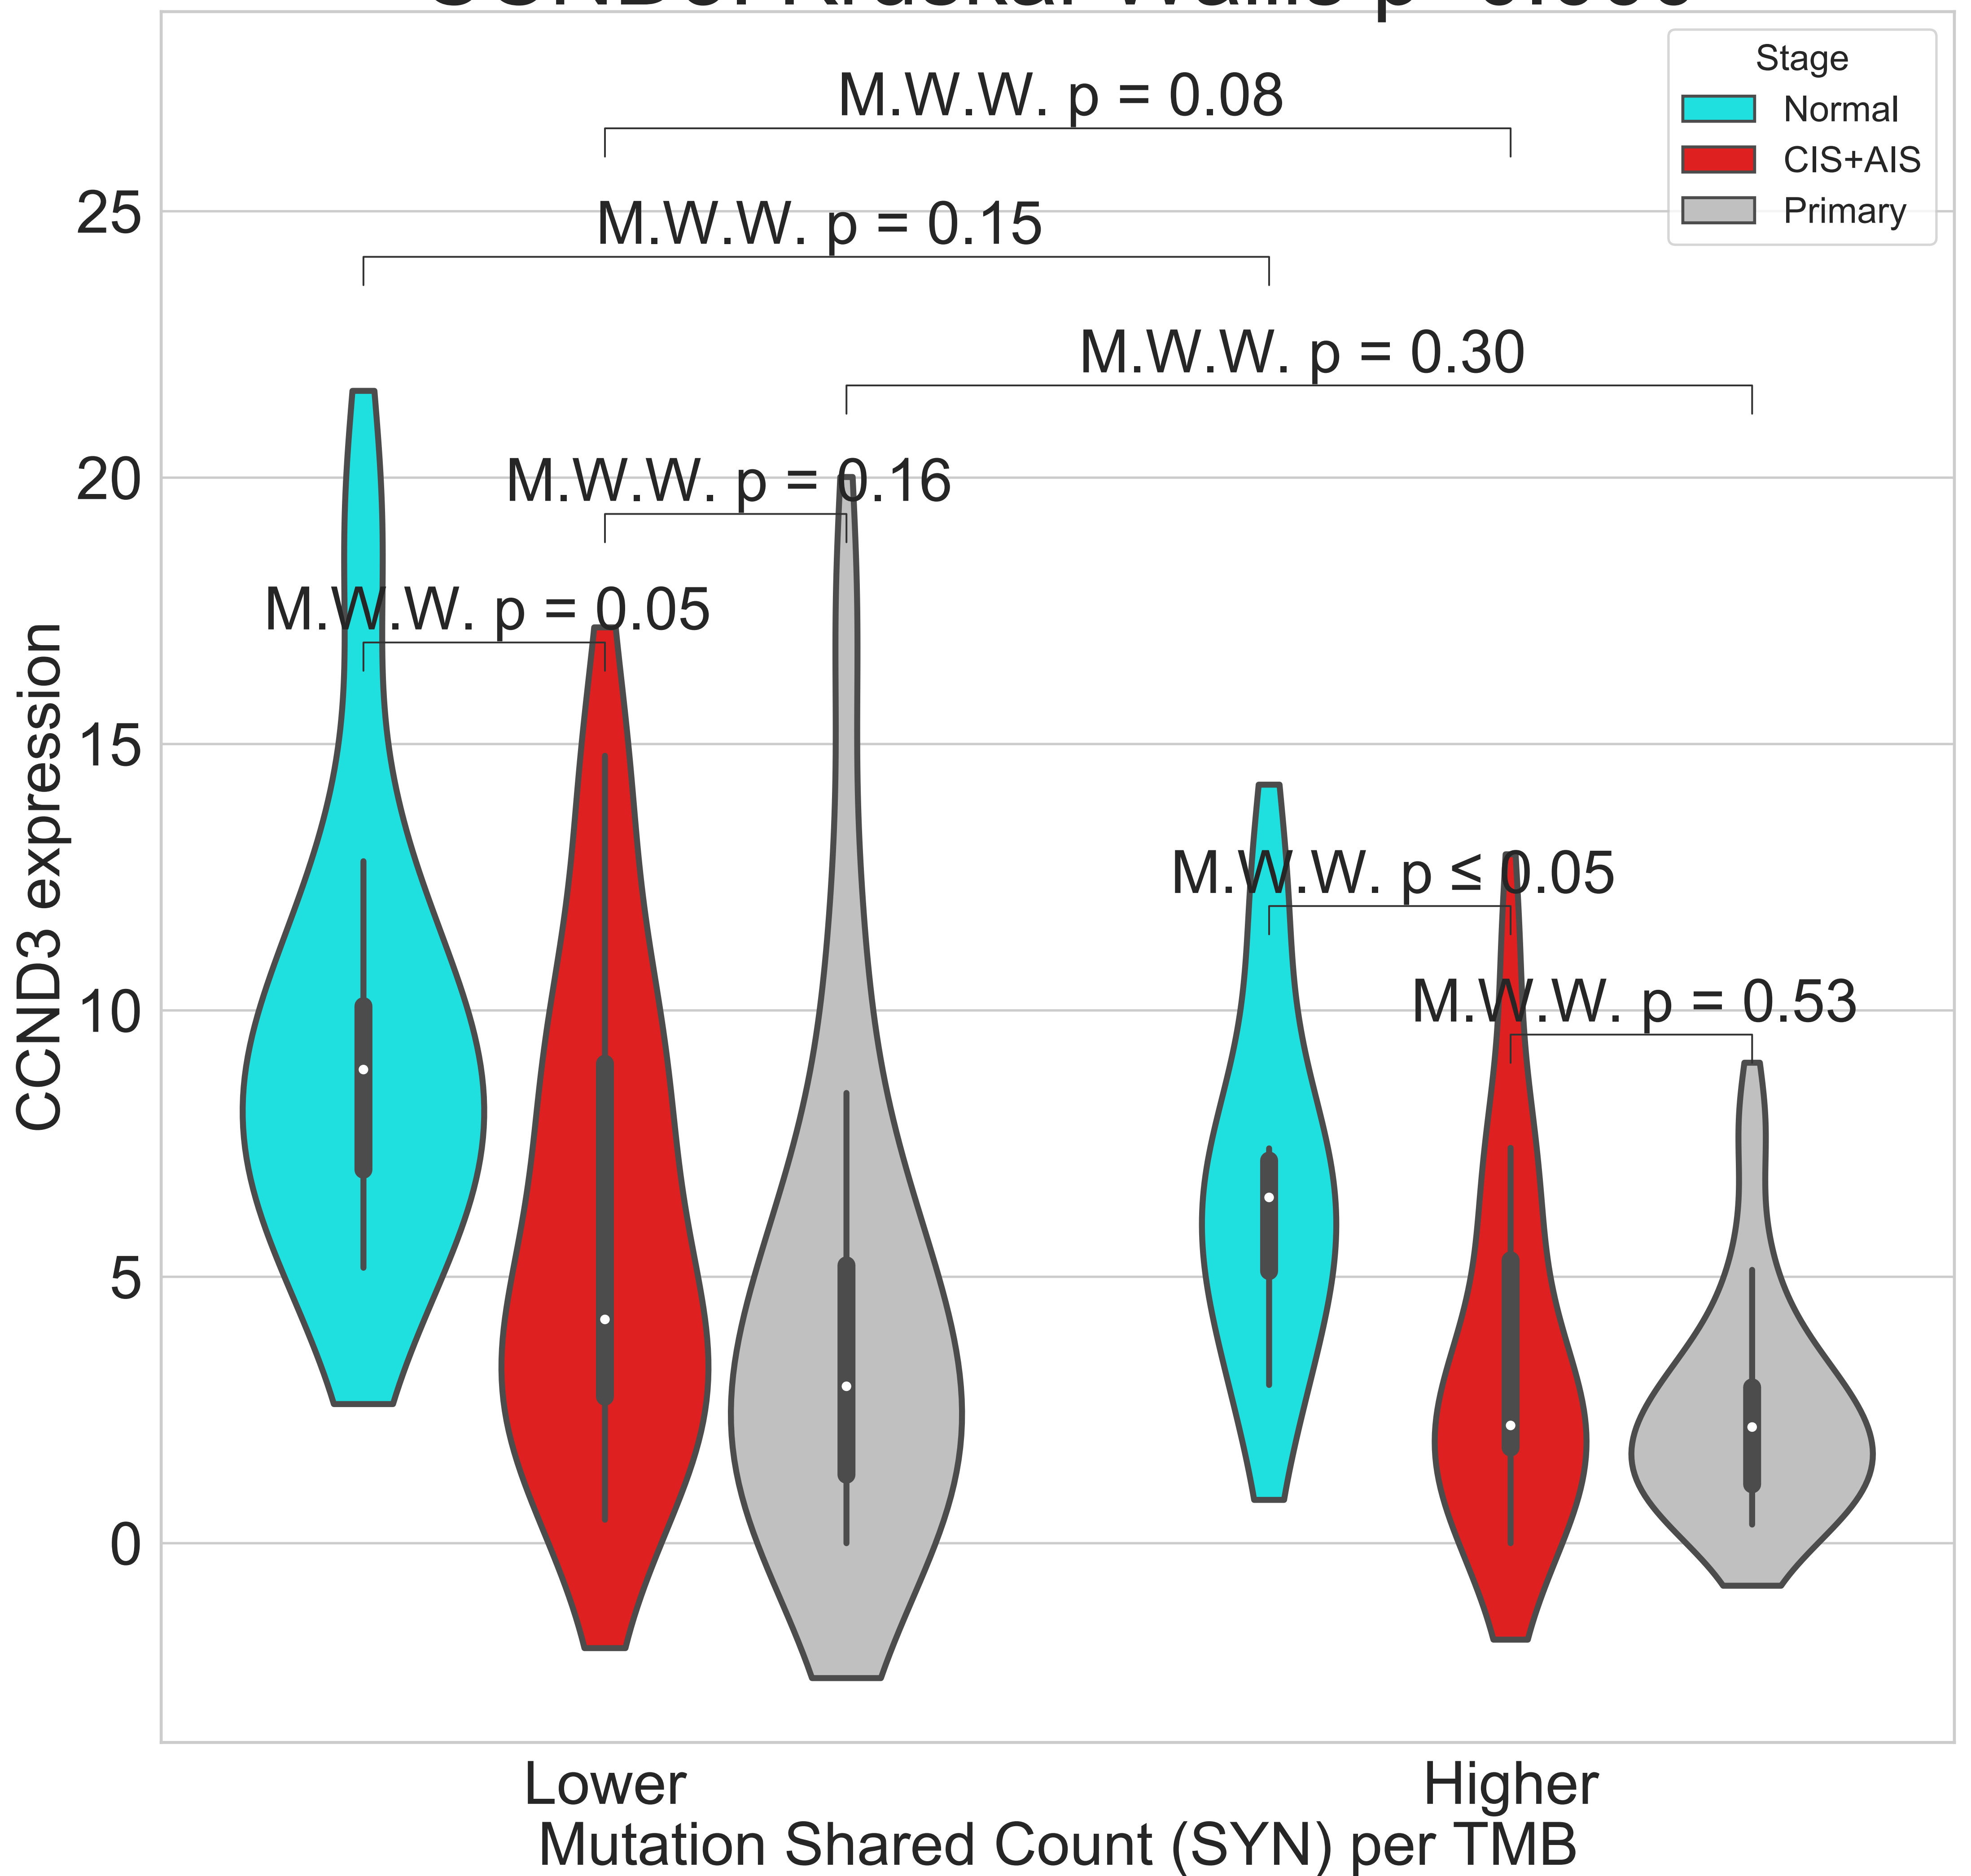 Stage
Normal
CIS+AIS
Primary
M.W.W. p = 0.08
M.W.W. p = 0.15
M.W.W. p = 0.30
M.W.W. p = 0.16
M.W.W. p = 0.05
M.W.W. p ≤ 0.05
M.W.W. p = 0.53
CCND3 expression
25
20
15
10
5
0
Lower
Higher
Mutation Shared Count (SYN) per TMB